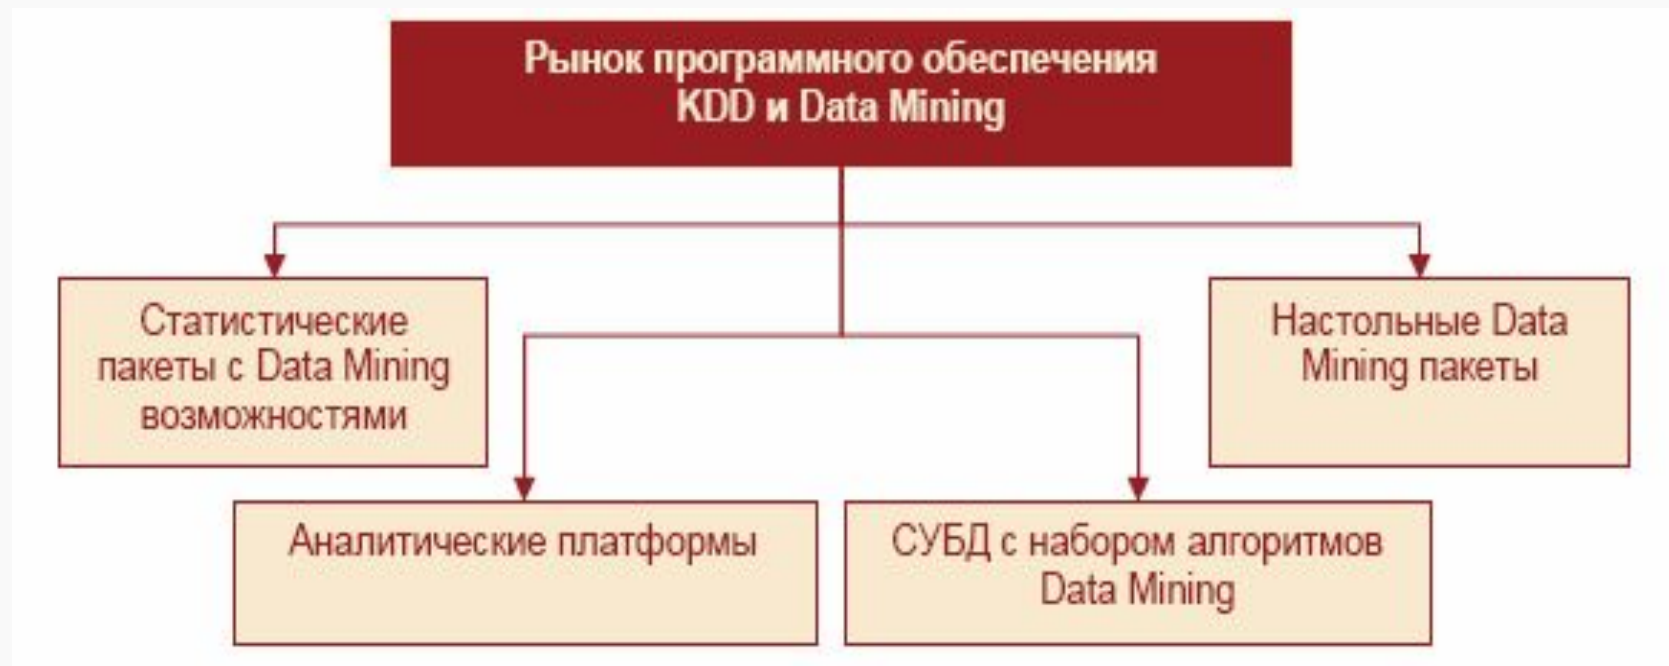 Рынок программного обеспечения
KDD и Data Mining
Статистические
пакеты с Data Mining
возможностями
Настольные Data
Mining пакеты
Аналитические платформы
СУБД с набором алгоритмов
Data Mining